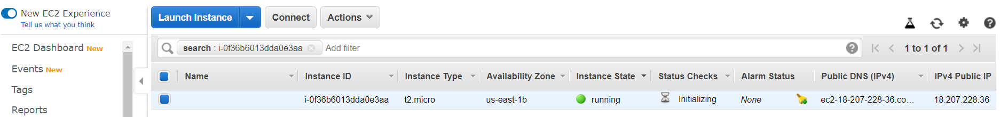 New EC2 Experience
Tell us what you think
EC2 Dashboard New
Events New
Tags
Reports
Launch Instance Connect Actions
search : i-0f36b6013dda0e3aa Add filter 1 to 1 of 1
Name Instance ID Instance Type Availability Zone Instance State Status Checks Alarm Status Public DNS (IPv4) IPv4 Public IP
i-0f36b6013dda0e3aa t2.micro us-east-1b running Initializing None ec2-18-207-228-36.co... 18.207.228.36